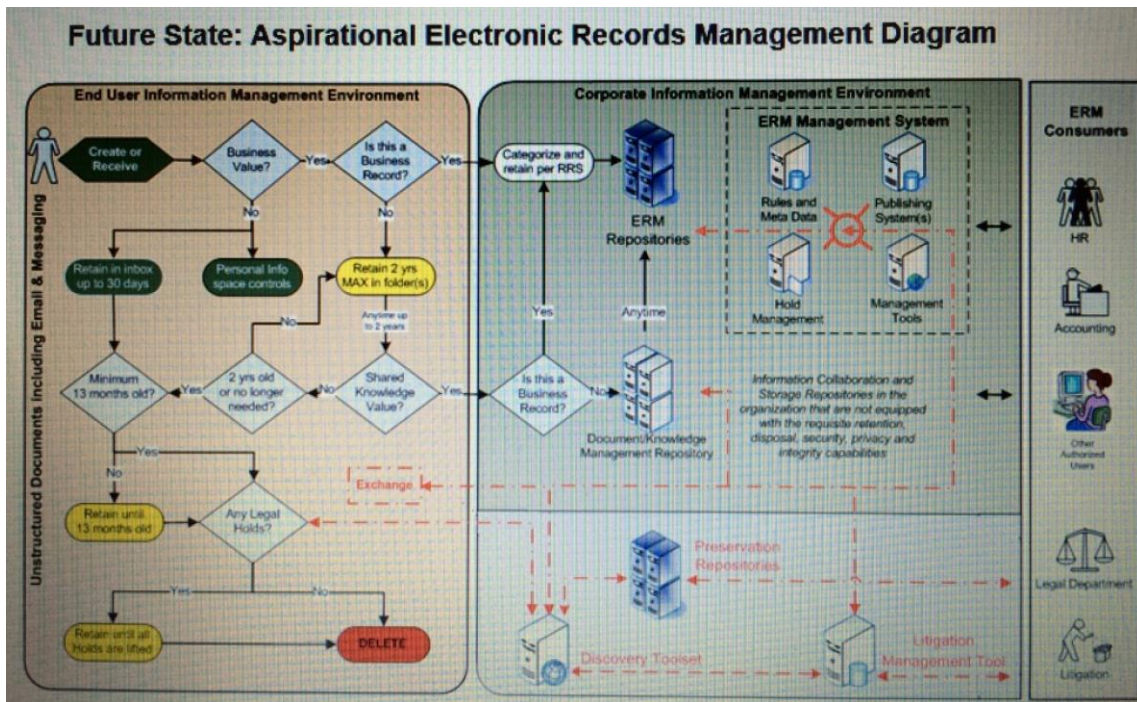 Future State: Aspirational Electronic Records Management Diagram
End User Information Management Environment
Unstructured Documents including Email & Messaging
Create or
Receive
Business
Value?
Yes
Is this a
Business
Record?
Yes
No
No
Retain in inbox
up to 30 days
Personal Info
space controls
Retain 2 yrs
MAX in folder(s)
No
Anytime up
to 2 years
Minimum
13 months old?
Yes
2 yrs old
or no longer
needed?
No
Shared
Knowledge
Value?
Yes
Yes
No
Retain until
13 months old
Any Legal
Holds?
Exchange
Yes
No
Retain until all
Holds are lifted
DELETE
Corporate Information Management Environment
Categorize and
retain per RRS
ERM
Repositories
ERM Management System
Rules and
Meta Data
Publishing
System(s)
Hold
Management
Management
Tools
Yes
Anytime
Is this a
Business
Record?
No
Document/Knowledge
Management Repository
Information Collaboration and
Storage Repositories in the
organization that are not equipped
with the requisite retention,
disposal, security, privacy and
integrity capabilities
Preservation
Repositories
Discovery Toolset
Litigation
Management Tool
ERM
Consumers
HR
Accounting
Other
Authorized
Users
Legal Department
Litigation